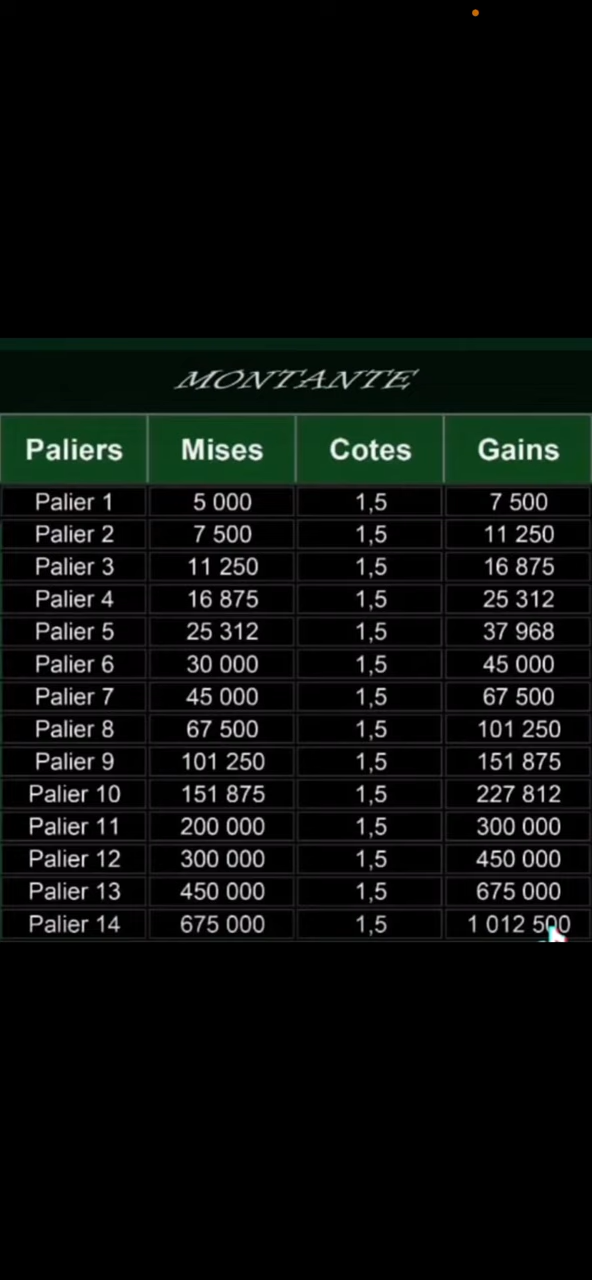 MONTANTE
Paliers Mises Cotes Gains
Palier 1 5 000 1,5 7 500
Palier 2 7 500 1,5 11 250
Palier 3 11 250 1,5 16 875
Palier 4 16 875 1,5 25 312
Palier 5 25 312 1,5 37 968
Palier 6 30 000 1,5 45 000
Palier 7 45 000 1,5 67 500
Palier 8 67 500 1,5 101 250
Palier 9 101 250 1,5 151 875
Palier 10 151 875 1,5 227 812
Palier 11 200 000 1,5 300 000
Palier 12 300 000 1,5 450 000
Palier 13 450 000 1,5 675 000
Palier 14 675 000 1,5 1 012 500